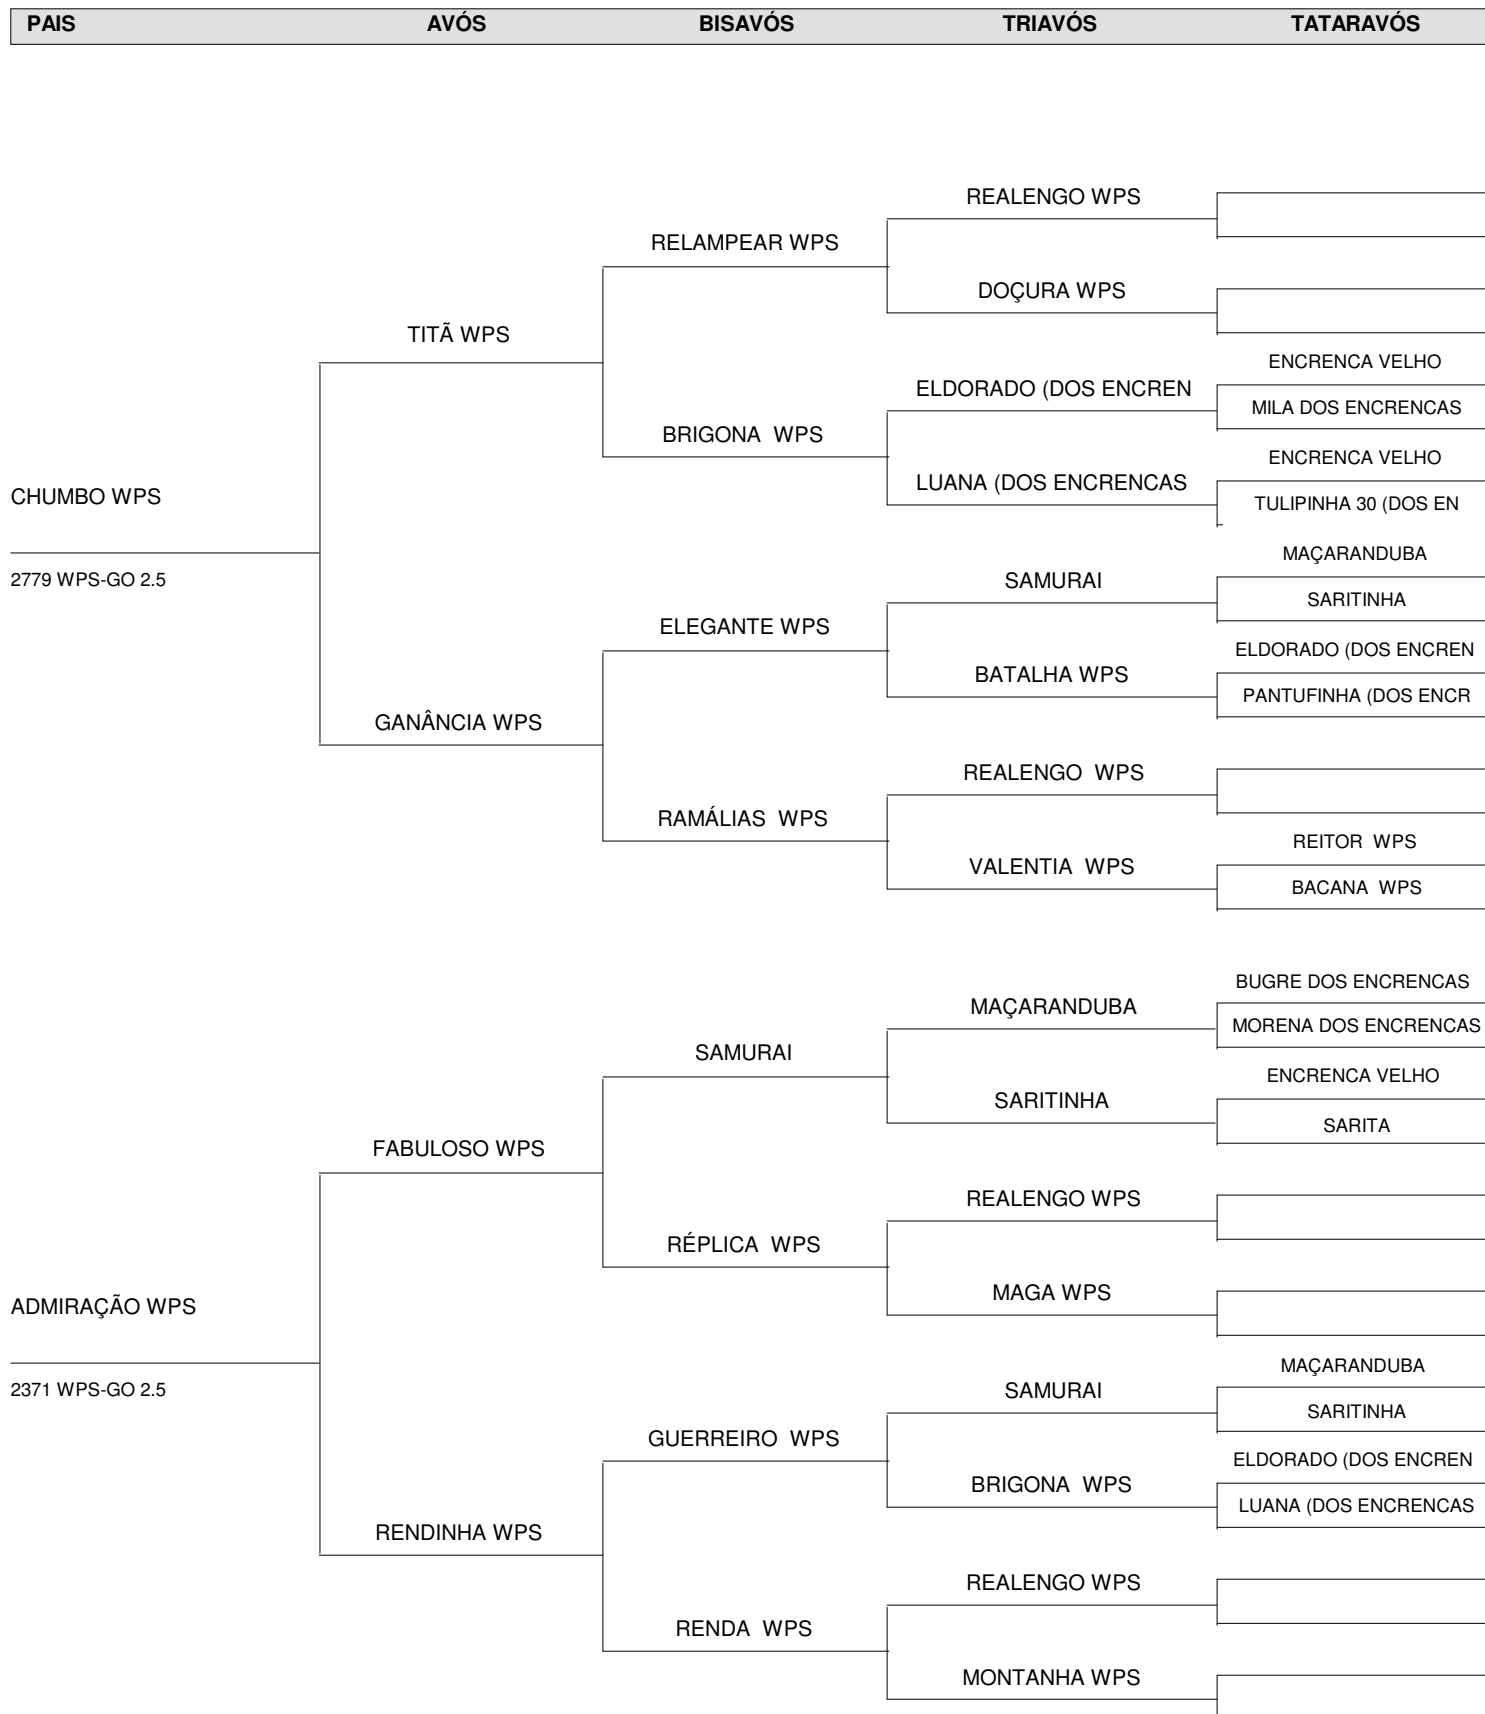 PAIS AVÓS BISAVÓS TRIAVÓS TATARAVÓS
REALENGO WPS
RELAMPEAR WPS
DOÇURA WPS
TITÃ WPS
ENCRENCA VELHO
ELDORADO (DOS ENCREN
MILA DOS ENCRENCAS
BRIGONA WPS
ENCRENCA VELHO
LUANA (DOS ENCRENCAS
CHUMBO WPS
TULIPINHA 30 (DOS EN
MAÇARANDUBA
2779 WPS-GO 2.5
SAMURAI
SARITINHA
ELEGANTE WPS
ELDORADO (DOS ENCREN
BATALHA WPS
PANTUFINHA (DOS ENCR
GANÂNCIA WPS
REALENGO WPS
RAMÁLIAS WPS
REITOR WPS
VALENTIA WPS
BACANA WPS
BUGRE DOS ENCRENCAS
MAÇARANDUBA
MORENA DOS ENCRENCAS
SAMURAI
ENCRENCA VELHO
SARITINHA
SARITA
FABULOSO WPS
REALENGO WPS
RÉPLICA WPS
MAGA WPS
ADMIRAÇÃO WPS
MAÇARANDUBA
2371 WPS-GO 2.5
SAMURAI
SARITINHA
GUERREIRO WPS
ELDORADO (DOS ENCREN
BRIGONA WPS
LUANA (DOS ENCRENCAS
RENDINHA WPS
REALENGO WPS
RENDA WPS
MONTANHA WPS